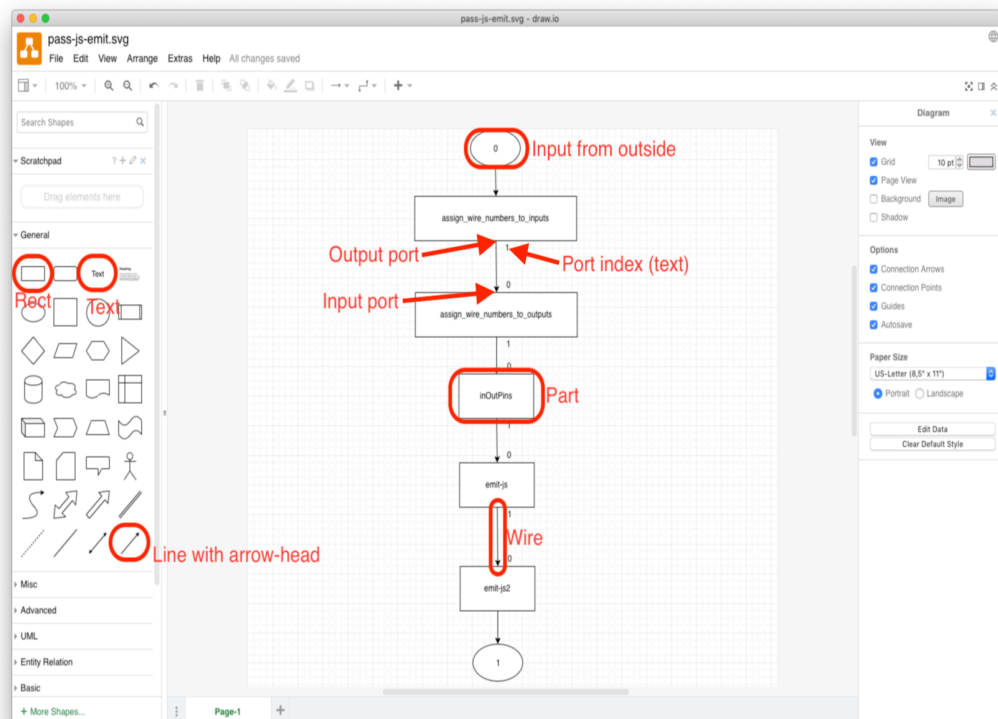 pass-js-emit.svg - draw.io
pass-js-emit.svg
File Edit View Arrange Extras Help All changes saved
100%
Search Shapes
Scratchpad
Drag elements here
General
Text
Heading
Rect
Text
Line with arrow-head
Misc
Advanced
UML
Entity Relation
Basic
+ More Shapes...
0
Input from outside
assign_wire_numbers_to_inputs
Output port
1
Port index (text)
Input port
0
assign_wire_numbers_to_outputs
1
0
inOutPins
Part
1
0
emit-js
1
Wire
0
emit-js2
1
Page-1
Diagram
View
Grid 10 pt
Page View
Background Image
Shadow
Options
Connection Arrows
Connection Points
Guides
Autosave
Paper Size
US-Letter (8,5" x 11")
Portrait Landscape
Edit Data
Clear Default Style